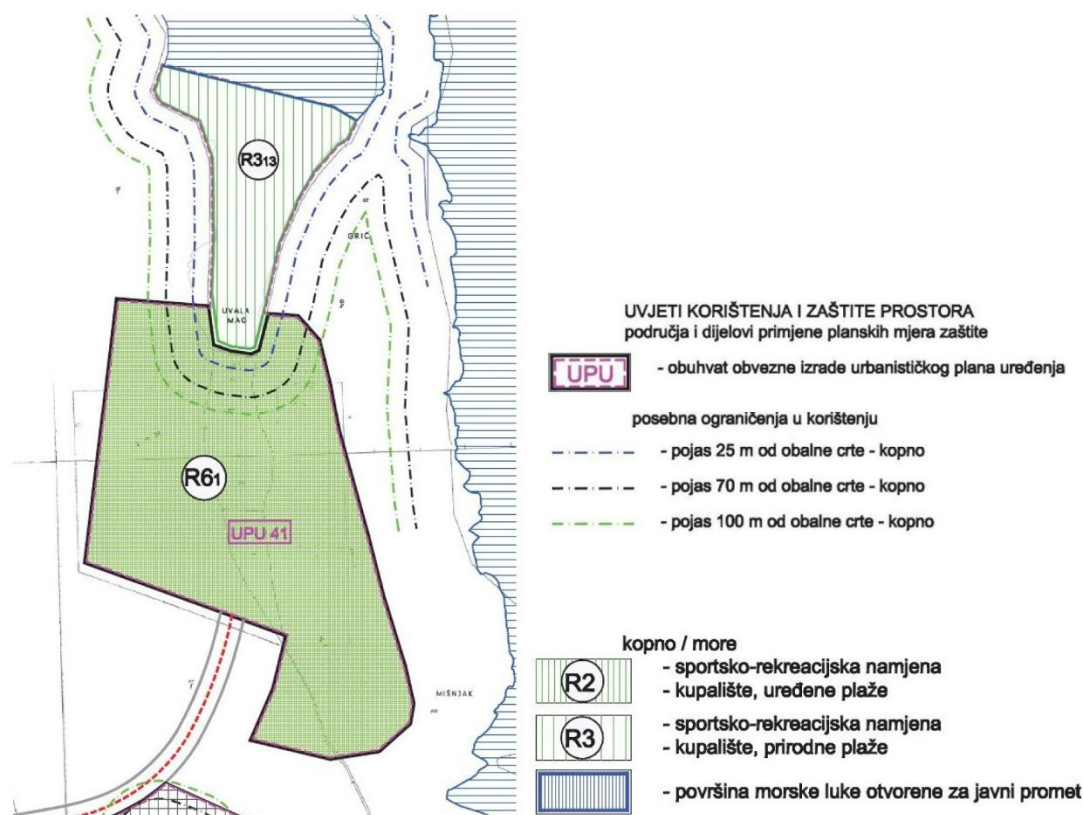 R313
GRIČ
UVALA
MAG
R61
UPU 41
MIŠNJAK
UVJETI KORIŠTENJA I ZAŠTITE PROSTORA
područja i dijelovi primjene planskih mjera zaštite
UPU
- obuhvat obvezne izrade urbanističkog plana uređenja
posebna ograničenja u korištenju
- pojas 25 m od obalne crte - kopno
- pojas 70 m od obalne crte - kopno
- pojas 100 m od obalne crte - kopno
kopno / more
R2
- sportsko-rekreacijska namjena
- kupalište, uređene plaže
R3
- sportsko-rekreacijska namjena
- kupalište, prirodne plaže
- površina morske luke otvorene za javni promet